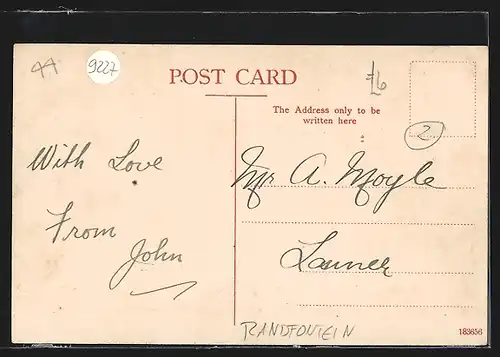 44
9227
POST CARD
£6
The Address only to be
written here
2
With Love
From
John
Mr A. Moyle
Lanner
RANDFONTEIN
183656